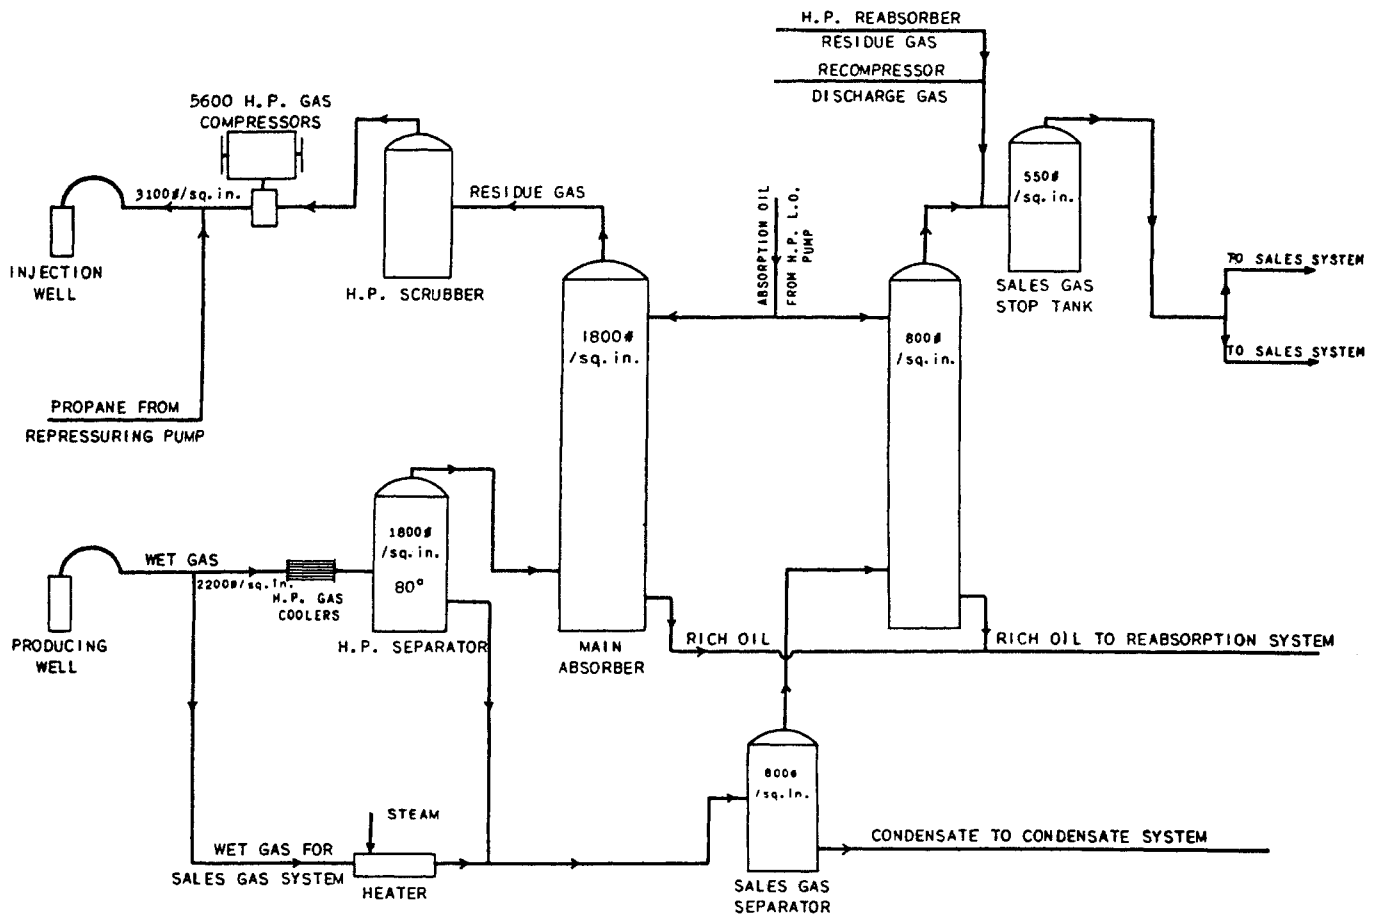 H.P. REABSORBER
RESIDUE GAS
RECOMPRESSOR
DISCHARGE GAS
5600 H.P. GAS
COMPRESSORS
3100#/sq.in.
RESIDUE GAS
INJECTION
WELL
H.P. SCRUBBER
ABSORPTION OIL
FROM H.P. L.O.
PUMP
550#
/sq.in.
SALES GAS
STOP TANK
TO SALES SYSTEM
TO SALES SYSTEM
1800#
/sq.in.
800#
/sq.in.
PROPANE FROM
REPRESSURING PUMP
WET GAS
2200#/sq.in.
H.P. GAS
COOLERS
1800#
/sq.in.
80°
H.P. SEPARATOR
PRODUCING
WELL
MAIN
ABSORBER
RICH OIL
RICH OIL TO REABSORPTION SYSTEM
800#
/sq.in.
STEAM
WET GAS FOR
SALES GAS SYSTEM
HEATER
CONDENSATE TO CONDENSATE SYSTEM
SALES GAS
SEPARATOR